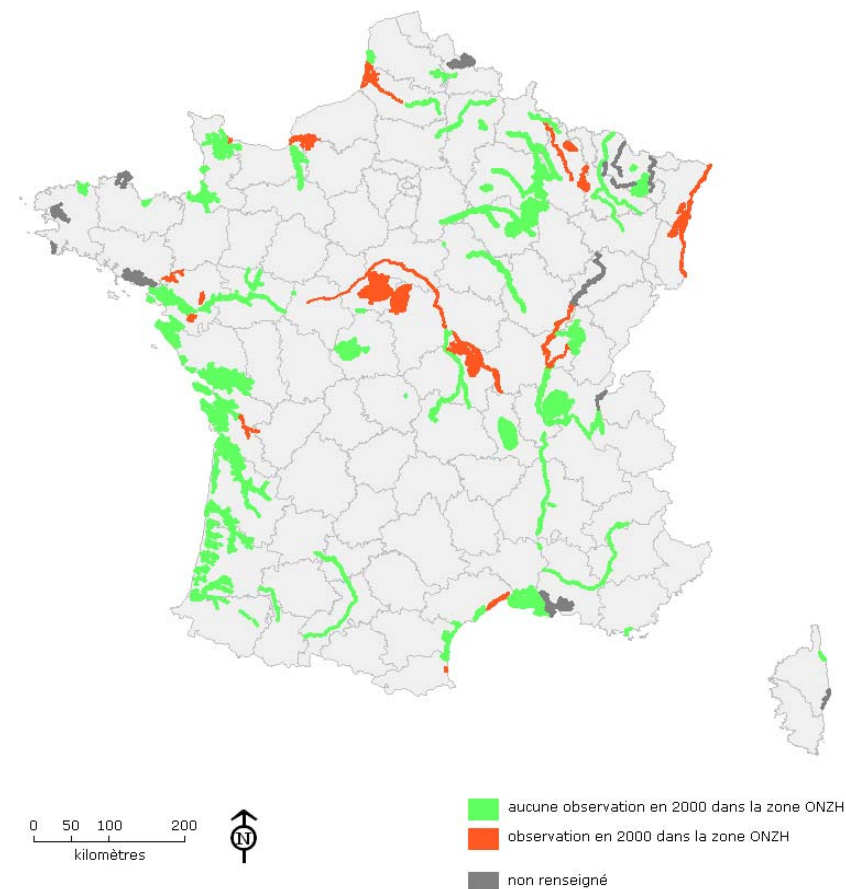 0 50 100 200
kilomètres
N
aucune observation en 2000 dans la zone ONZH
observation en 2000 dans la zone ONZH
non renseigné